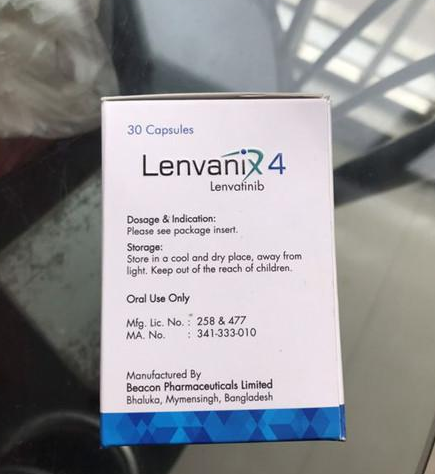 30 Capsules
Lenvanix 4
Lenvatinib
Dosage & Indication:
Please see package insert.
Storage:
Store in a cool and dry place, away from
light. Keep out of the reach of children.
Oral Use Only
Mfg. Lic. No. : 258 & 477
MA. No. : 341-333-010
Manufactured By
Beacon Pharmaceuticals Limited
Bhaluka, Mymensingh, Bangladesh